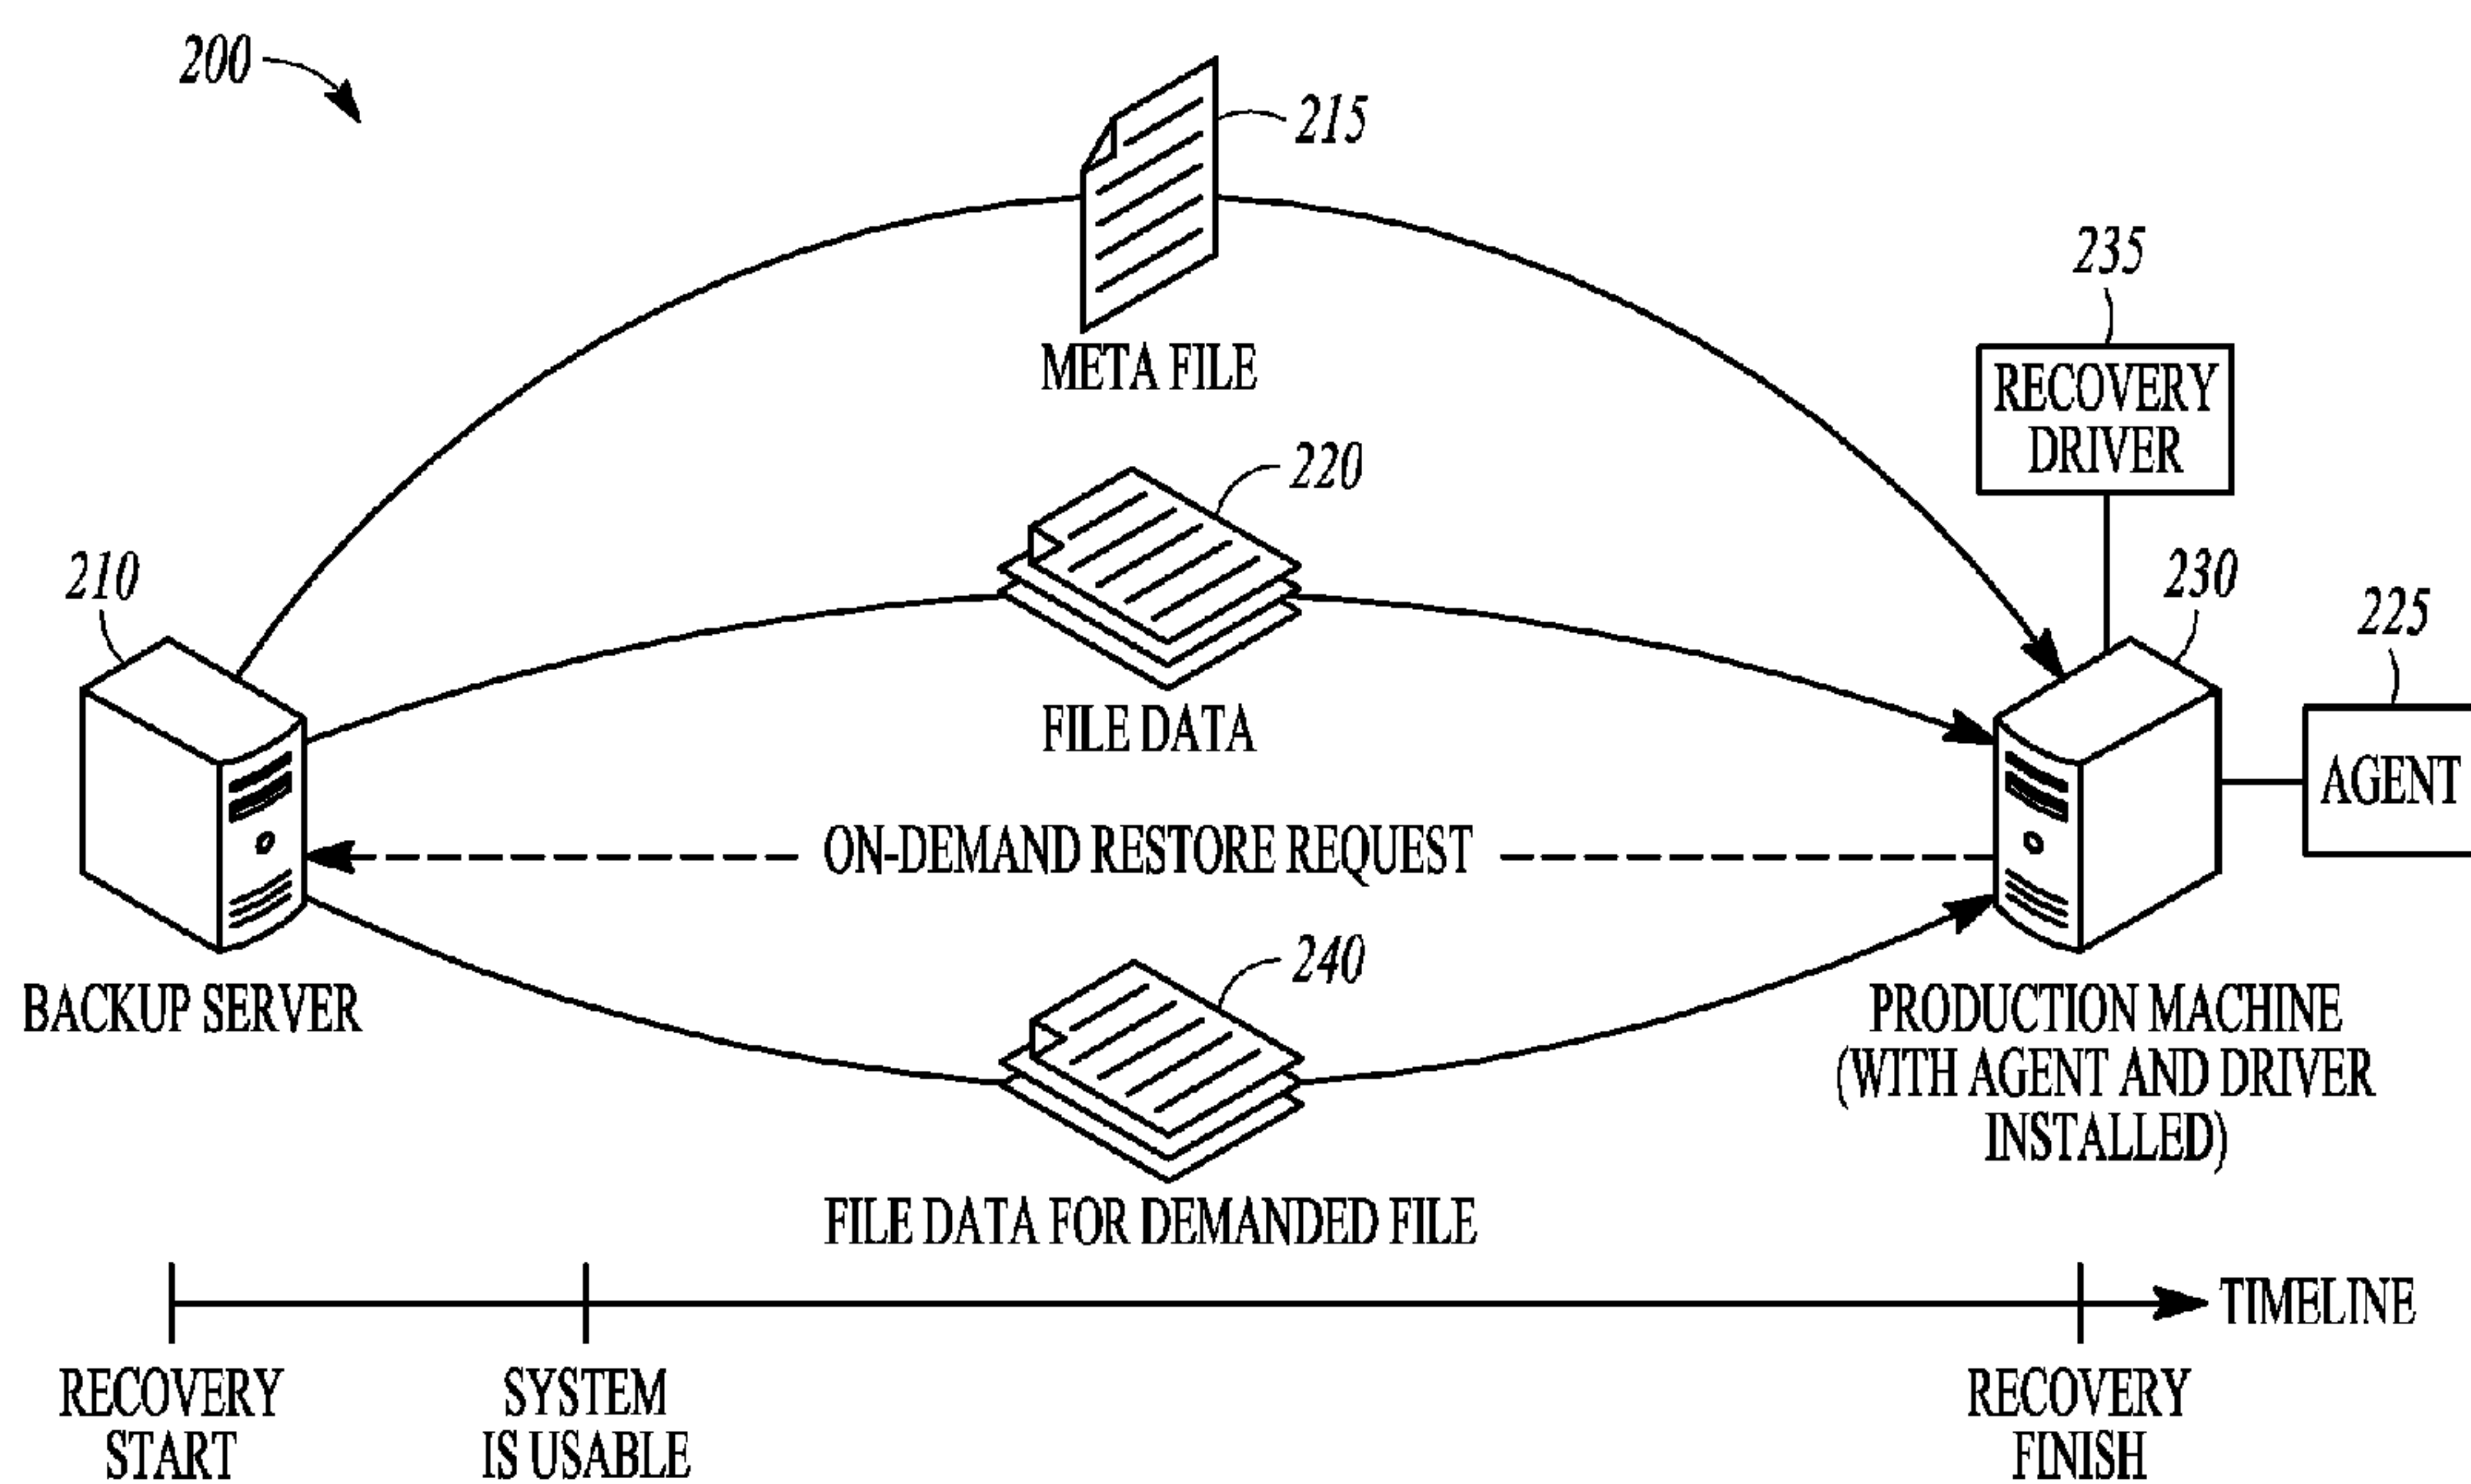 200
215
META FILE
235
RECOVERY
DRIVER
220
FILE DATA
210
230
225
AGENT
ON-DEMAND RESTORE REQUEST
240
BACKUP SERVER
PRODUCTION MACHINE
(WITH AGENT AND DRIVER
INSTALLED)
FILE DATA FOR DEMANDED FILE
TIMELINE
RECOVERY
START
SYSTEM
IS USABLE
RECOVERY
FINISH